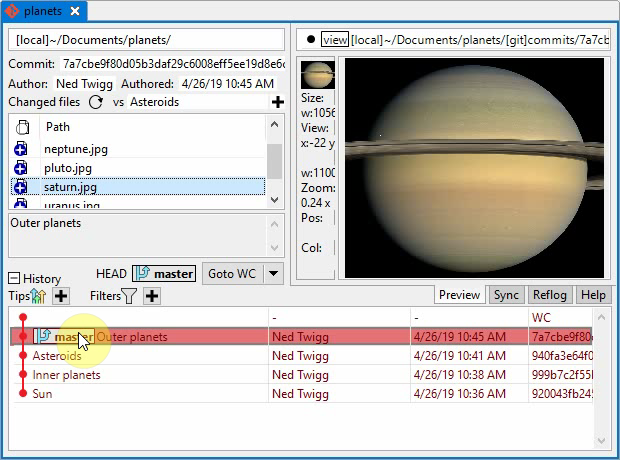 planets
[local]~/Documents/planets/
Commit: 7a7cbe9f80d05b3daf29c6008eff5ee19d8e6c
Author: Ned Twigg Authored: 4/26/19 10:45 AM
Changed files vs Asteroids
Path
neptune.jpg
pluto.jpg
saturn.jpg
uranus.jpg
Outer planets
view [local]~/Documents/planets/[git]commits/7a7cb
Size:
w:1056
View:
x:-22 y
w:1100
Zoom:
0.24 x
Pos:
Col:
History HEAD master Goto WC
Tips Filters
Preview Sync Reflog Help
- - WC
master Outer planets Ned Twigg 4/26/19 10:45 AM 7a7cbe9f80
Asteroids Ned Twigg 4/26/19 10:41 AM 940fa3e64f0
Inner planets Ned Twigg 4/26/19 10:38 AM 999b7c2f55
Sun Ned Twigg 4/26/19 10:36 AM 920043fb24